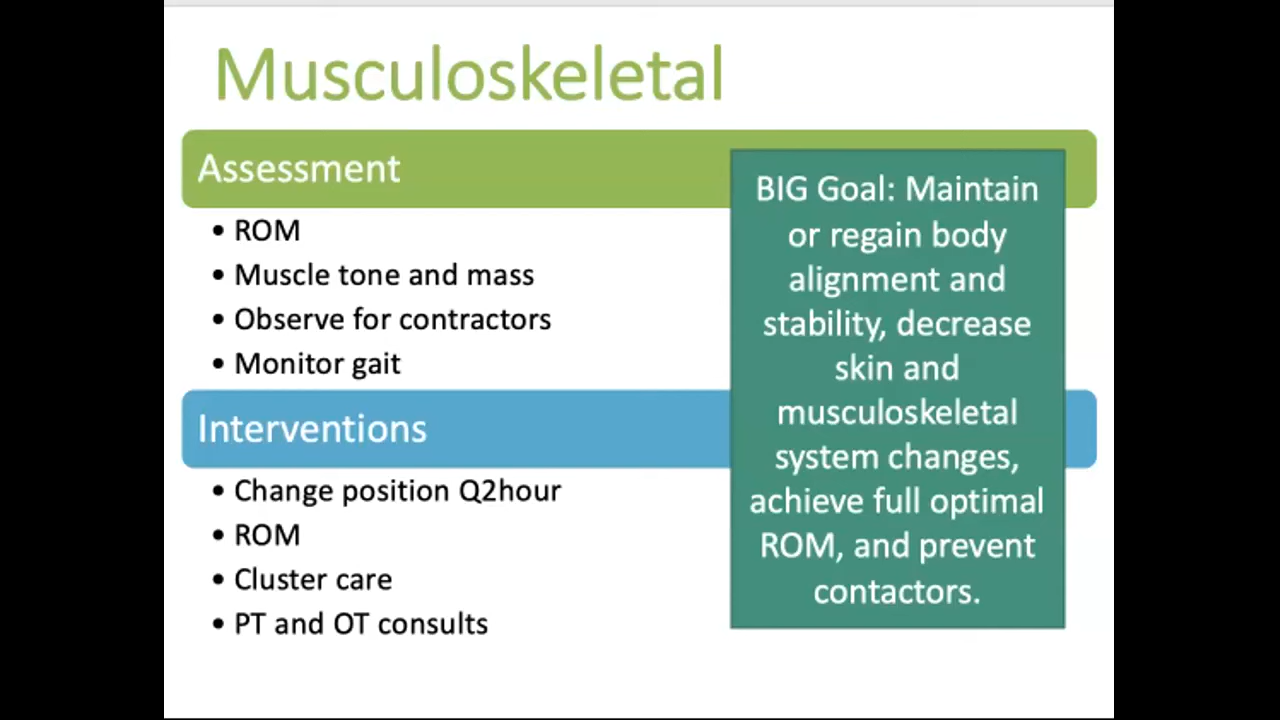 Musculoskeletal
Assessment
• ROM
• Muscle tone and mass
• Observe for contractors
• Monitor gait
Interventions
• Change position Q2hour
• ROM
• Cluster care
• PT and OT consults
BIG Goal: Maintain
or regain body
alignment and
stability, decrease
skin and
musculoskeletal
system changes,
achieve full optimal
ROM, and prevent
contactors.